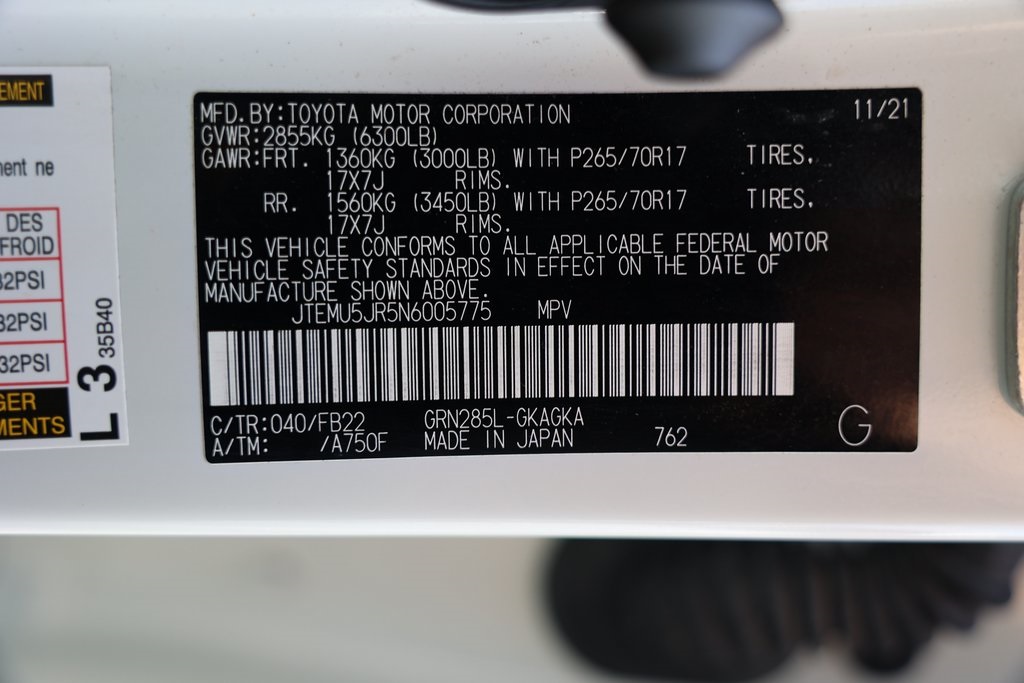 EMENT
ment ne
DES
FROID
32PSI
32PSI
32PSI
GER
MENTS
L 3 35B40
MFD.BY:TOYOTA MOTOR CORPORATION 11/21
GVWR:2855KG (6300LB)
GAWR:FRT. 1360KG (3000LB) WITH P265/70R17 TIRES,
17X7J RIMS.
RR. 1560KG (3450LB) WITH P265/70R17 TIRES,
17X7J RIMS.
THIS VEHICLE CONFORMS TO ALL APPLICABLE FEDERAL MOTOR
VEHICLE SAFETY STANDARDS IN EFFECT ON THE DATE OF
MANUFACTURE SHOWN ABOVE.
JTEMU5JR5N6005775 MPV
C/TR:040/FB22 GRN285L-GKAGKA
A/TM: /A750F MADE IN JAPAN 762 G